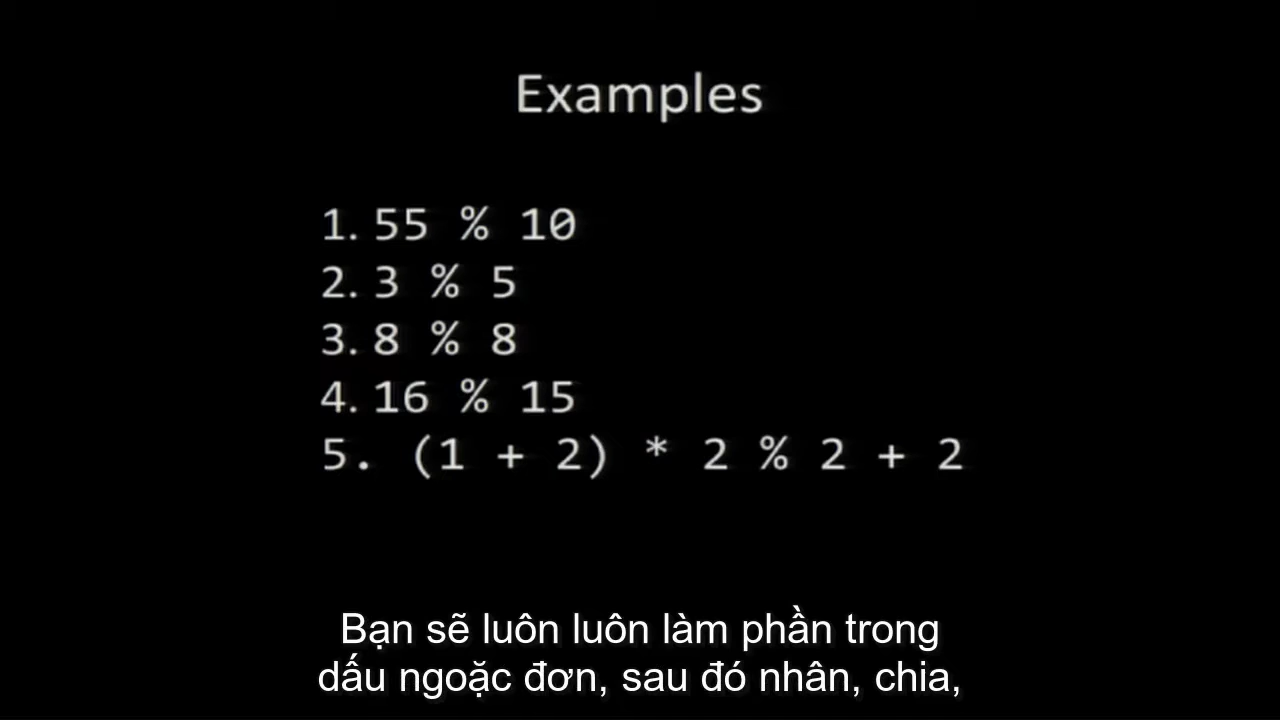 Examples
1. 55 % 10
2. 3 % 5
3. 8 % 8
4. 16 % 15
5. (1 + 2) * 2 % 2 + 2
Bạn sẽ luôn luôn làm phần trong
dấu ngoặc đơn, sau đó nhân, chia,